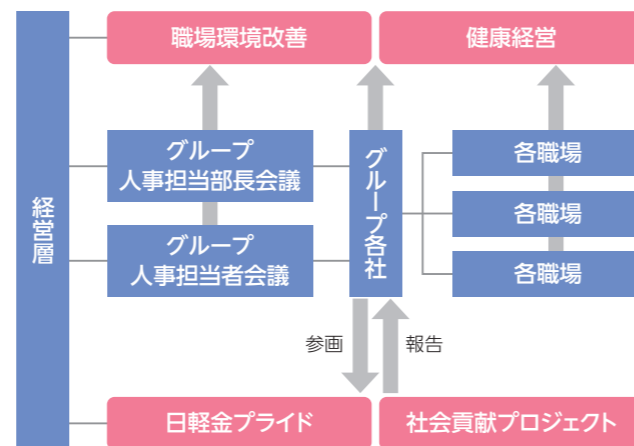 職場環境改善
健康経営
経営層
グループ
人事担当部長会議
グループ
人事担当者会議
グループ各社
各職場
各職場
各職場
参画
報告
日軽金プライド
社会貢献プロジェクト